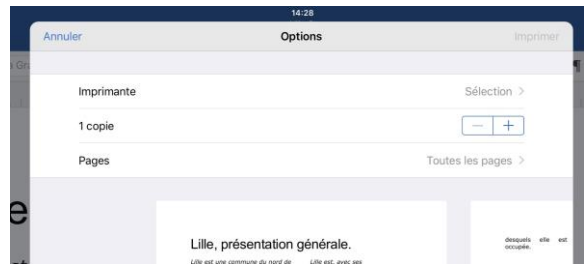 14:28
Annuler Options Imprimer
Imprimante Sélection >
1 copie − +
Pages Toutes les pages >
Lille, présentation générale.
Lille est une commune du nord de Lille est, avec ses
desquels elle est
occupée.